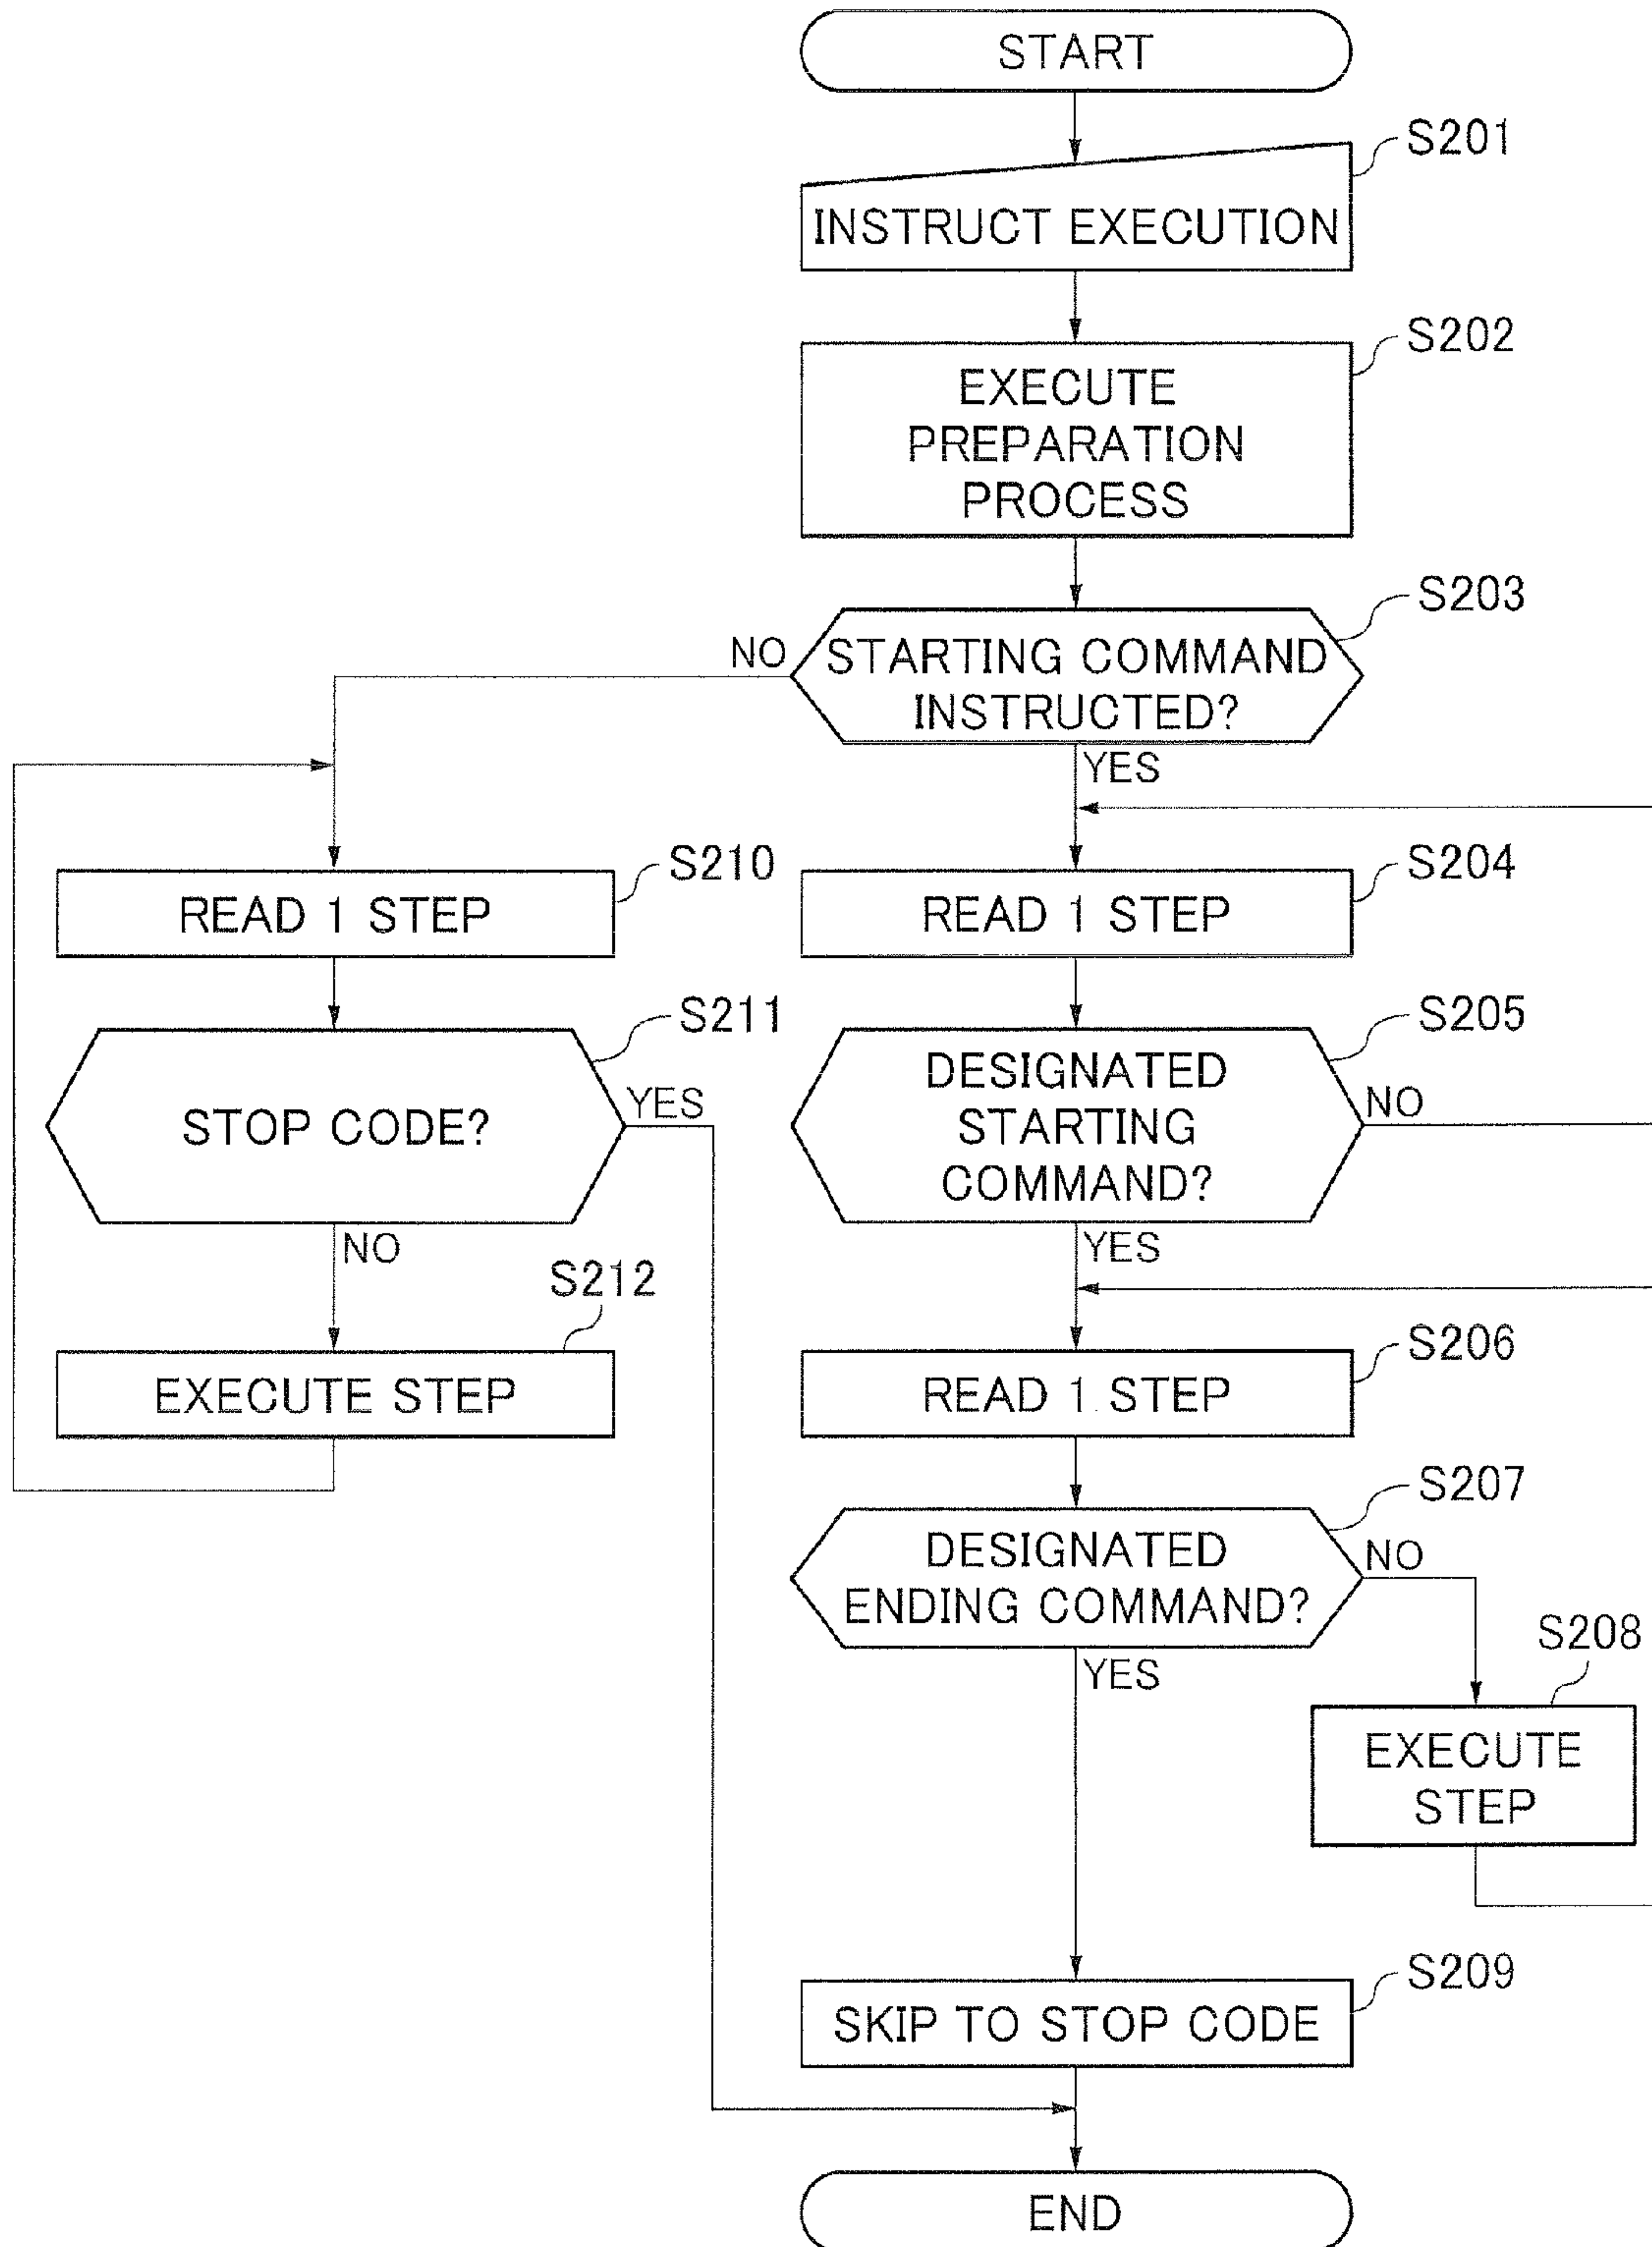 START
S201
INSTRUCT EXECUTION
S202
EXECUTE
PREPARATION
PROCESS
S203
STARTING COMMAND
INSTRUCTED?
NO
YES
S210
READ 1 STEP
S204
READ 1 STEP
S211
STOP CODE?
YES
NO
S205
DESIGNATED
STARTING
COMMAND?
NO
YES
S212
EXECUTE STEP
S206
READ 1 STEP
S207
DESIGNATED
ENDING COMMAND?
NO
YES
S208
EXECUTE
STEP
S209
SKIP TO STOP CODE
END